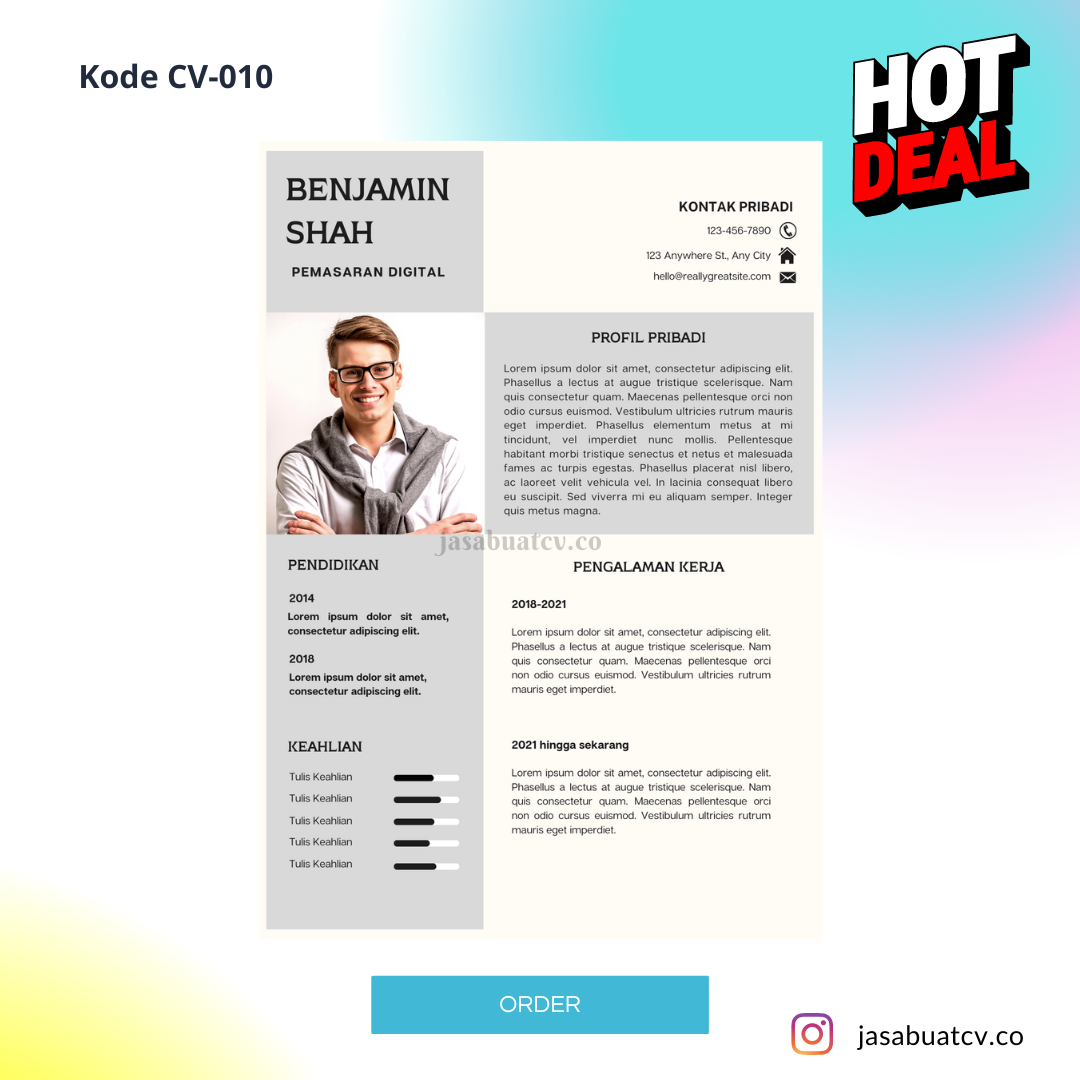 Kode CV-010
HOT
DEAL
BENJAMIN
SHAH
PEMASARAN DIGITAL
KONTAK PRIBADI
123-456-7890
123 Anywhere St., Any City
hello@reallygreatsite.com
PROFIL PRIBADI
Lorem ipsum dolor sit amet, consectetur adipiscing elit.
Phasellus a lectus at augue tristique scelerisque. Nam
quis consectetur quam. Maecenas pellentesque orci non
odio cursus euismod. Vestibulum ultricies rutrum mauris
eget imperdiet. Phasellus elementum metus at mi
tincidunt, vel imperdiet nunc mollis. Pellentesque
habitant morbi tristique senectus et netus et malesuada
fames ac turpis egestas. Phasellus placerat nisl libero,
ac laoreet velit vehicula vel. In lacinia consequat libero
eu suscipit. Sed viverra mi eu aliquam semper. Integer
quis metus magna.
jasabuatcv.co
PENDIDIKAN
2014
Lorem ipsum dolor sit amet,
consectetur adipiscing elit.
2018
Lorem ipsum dolor sit amet,
consectetur adipiscing elit.
KEAHLIAN
Tulis Keahlian
Tulis Keahlian
Tulis Keahlian
Tulis Keahlian
Tulis Keahlian
PENGALAMAN KERJA
2018-2021
Lorem ipsum dolor sit amet, consectetur adipiscing elit.
Phasellus a lectus at augue tristique scelerisque. Nam
quis consectetur quam. Maecenas pellentesque orci
non odio cursus euismod. Vestibulum ultricies rutrum
mauris eget imperdiet.
2021 hingga sekarang
Lorem ipsum dolor sit amet, consectetur adipiscing elit.
Phasellus a lectus at augue tristique scelerisque. Nam
quis consectetur quam. Maecenas pellentesque orci
non odio cursus euismod. Vestibulum ultricies rutrum
mauris eget imperdiet.
ORDER
jasabuatcv.co